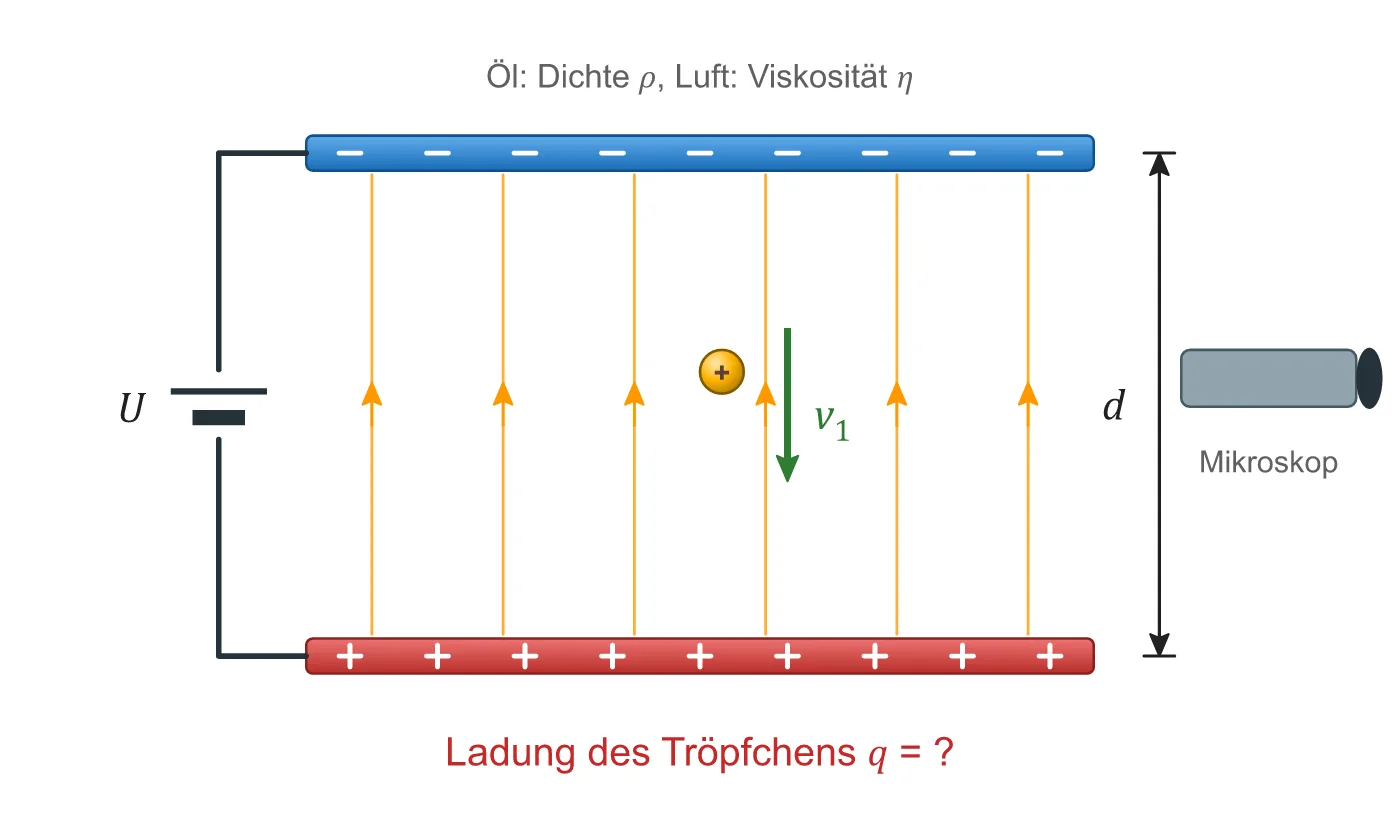 Öl: Dichte ρ, Luft: Viskosität η
− − − − − − − − −
U
+
v₁
d
Mikroskop
+ + + + + + + + +
Ladung des Tröpfchens q = ?